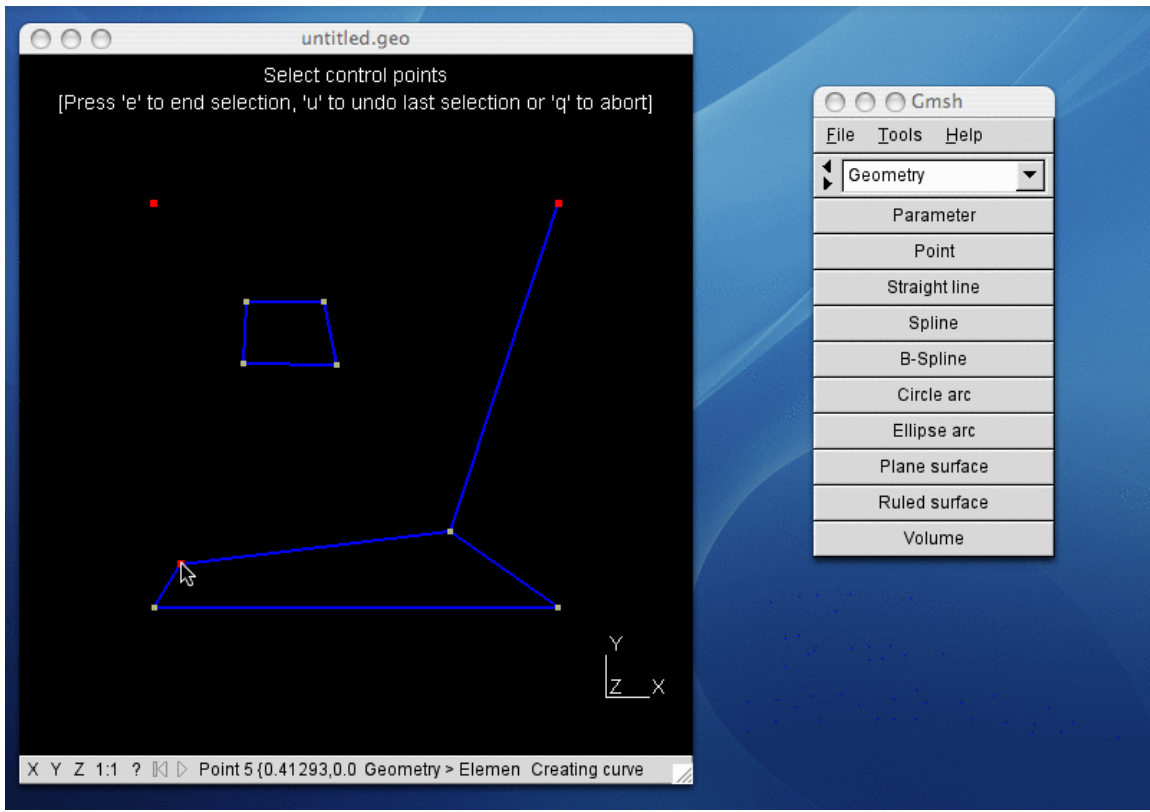 untitled.geo
Select control points
[Press 'e' to end selection, 'u' to undo last selection or 'q' to abort]
Y
Z X
X Y Z 1:1 ? Point 5 {0.41293,0.0 Geometry > Elemen Creating curve
Gmsh
File Tools Help
Geometry
Parameter
Point
Straight line
Spline
B-Spline
Circle arc
Ellipse arc
Plane surface
Ruled surface
Volume